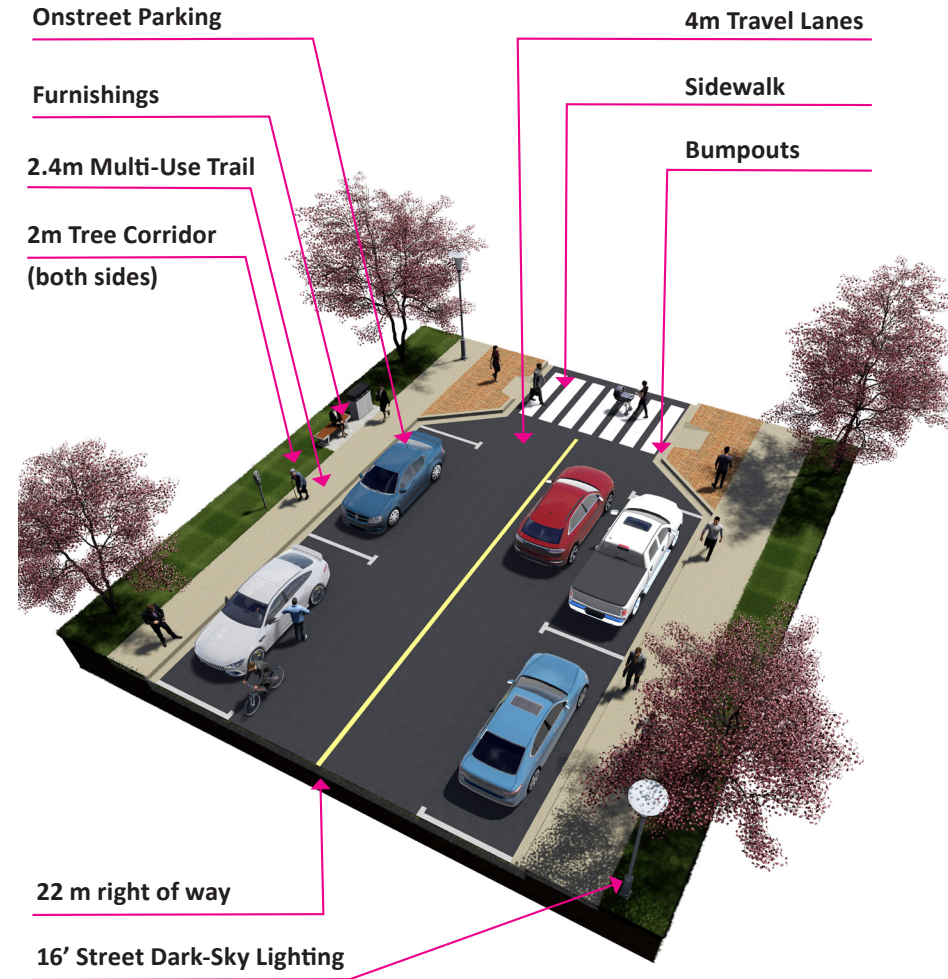 Onstreet Parking
Furnishings
2.4m Multi-Use Trail
2m Tree Corridor
(both sides)
4m Travel Lanes
Sidewalk
Bumpouts
22 m right of way
16’ Street Dark-Sky Lighting